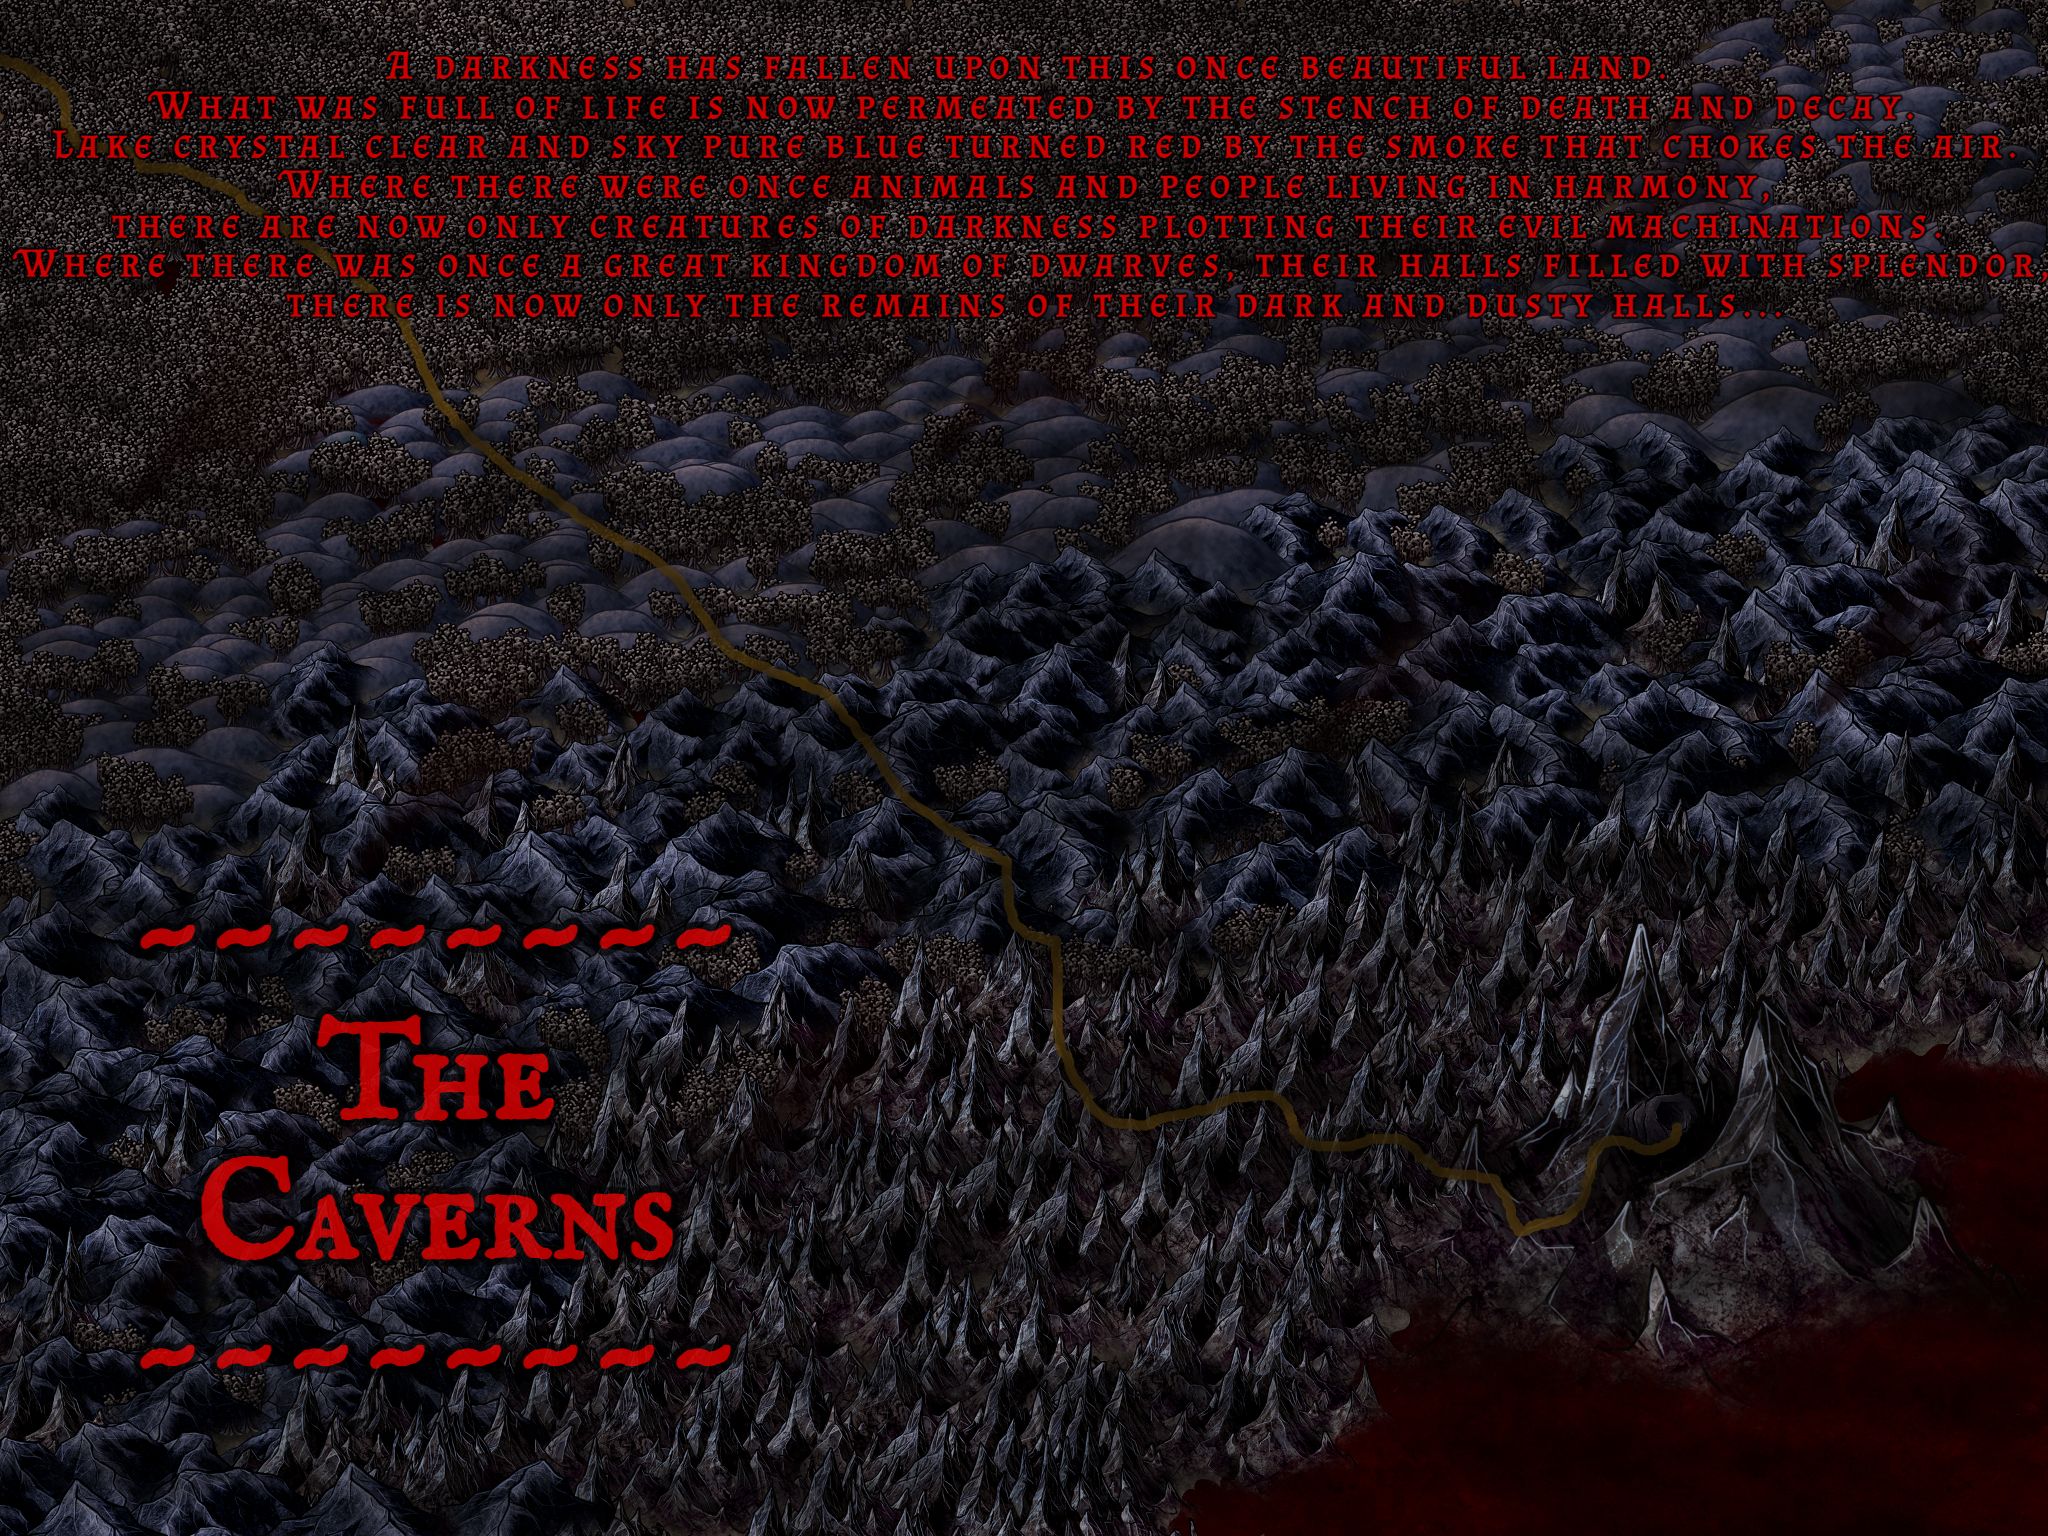 A darkness has fallen upon this once beautiful land.
What was full of life is now permeated by the stench of death and decay.
Lake crystal clear and sky pure blue turned red by the smoke that chokes the air.
Where there were once animals and people living in harmony,
there are now only creatures of darkness plotting their evil machinations.
Where there was once a great kingdom of dwarves, their halls filled with splendor,
there is now only the remains of their dark and dusty halls...
~~~~~~~~
The
Caverns
~~~~~~~~